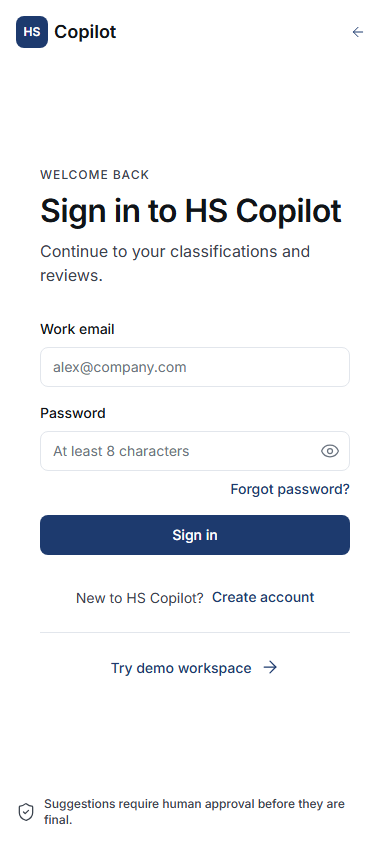 HS Copilot
WELCOME BACK
Sign in to HS Copilot
Continue to your classifications and
reviews.
Work email
alex@company.com
Password
At least 8 characters
Forgot password?
Sign in
New to HS Copilot? Create account
Try demo workspace
Suggestions require human approval before they are
final.